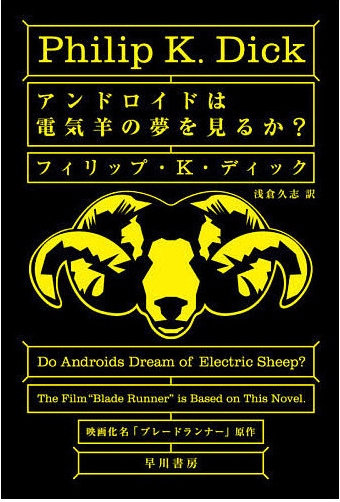 Philip K. Dick
アンドロイドは
電気羊の夢を見るか？
フィリップ・K・ディック
浅倉久志 訳
Do Androids Dream of Electric Sheep?
The Film “Blade Runner” is Based on This Novel.
映画化名「ブレードランナー」原作
早川書房